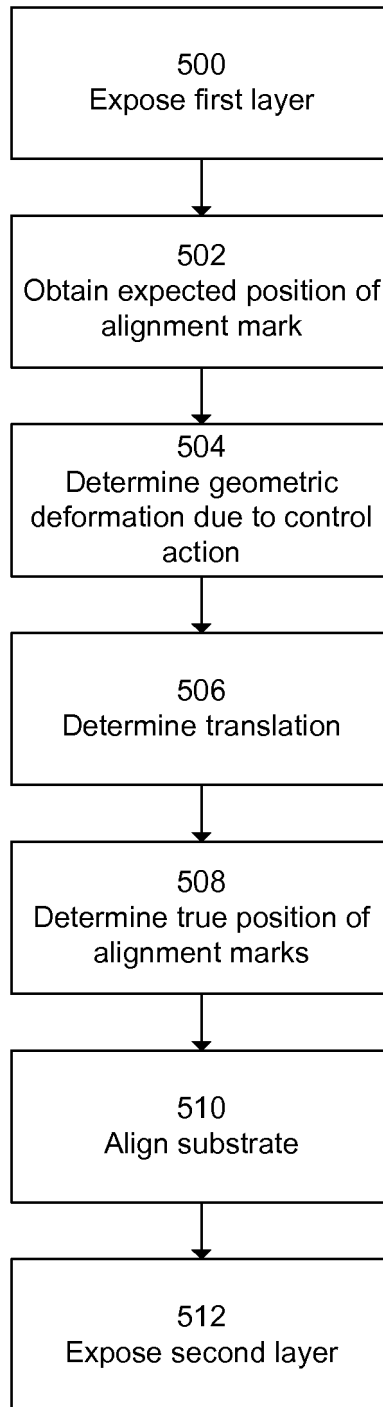 500
Expose first layer
502
Obtain expected position of
alignment mark
504
Determine geometric
deformation due to control
action
506
Determine translation
508
Determine true position of
alignment marks
510
Align substrate
512
Expose second layer